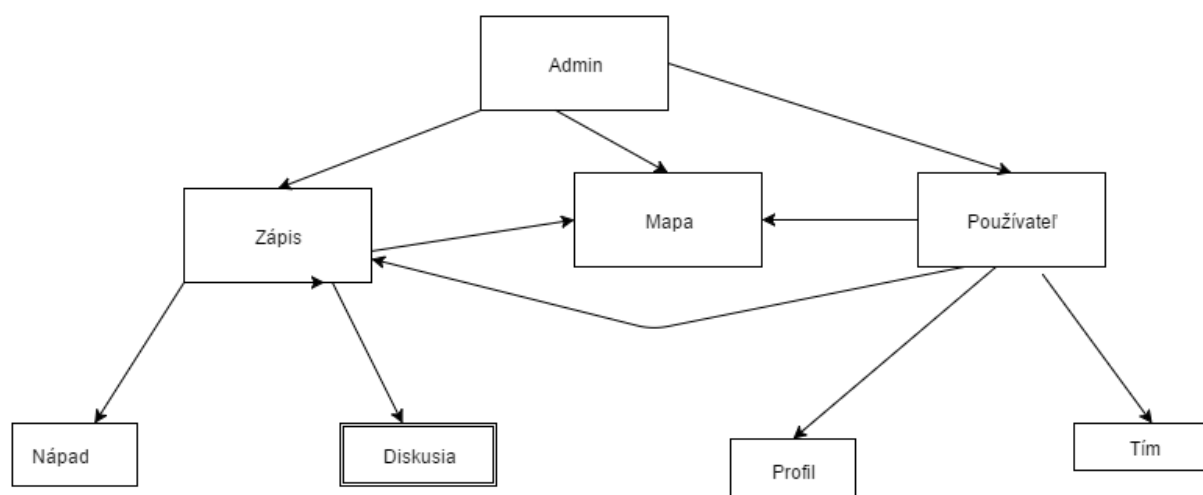 Admin
Zápis
Mapa
Používateľ
Nápad
Diskusia
Profil
Tím